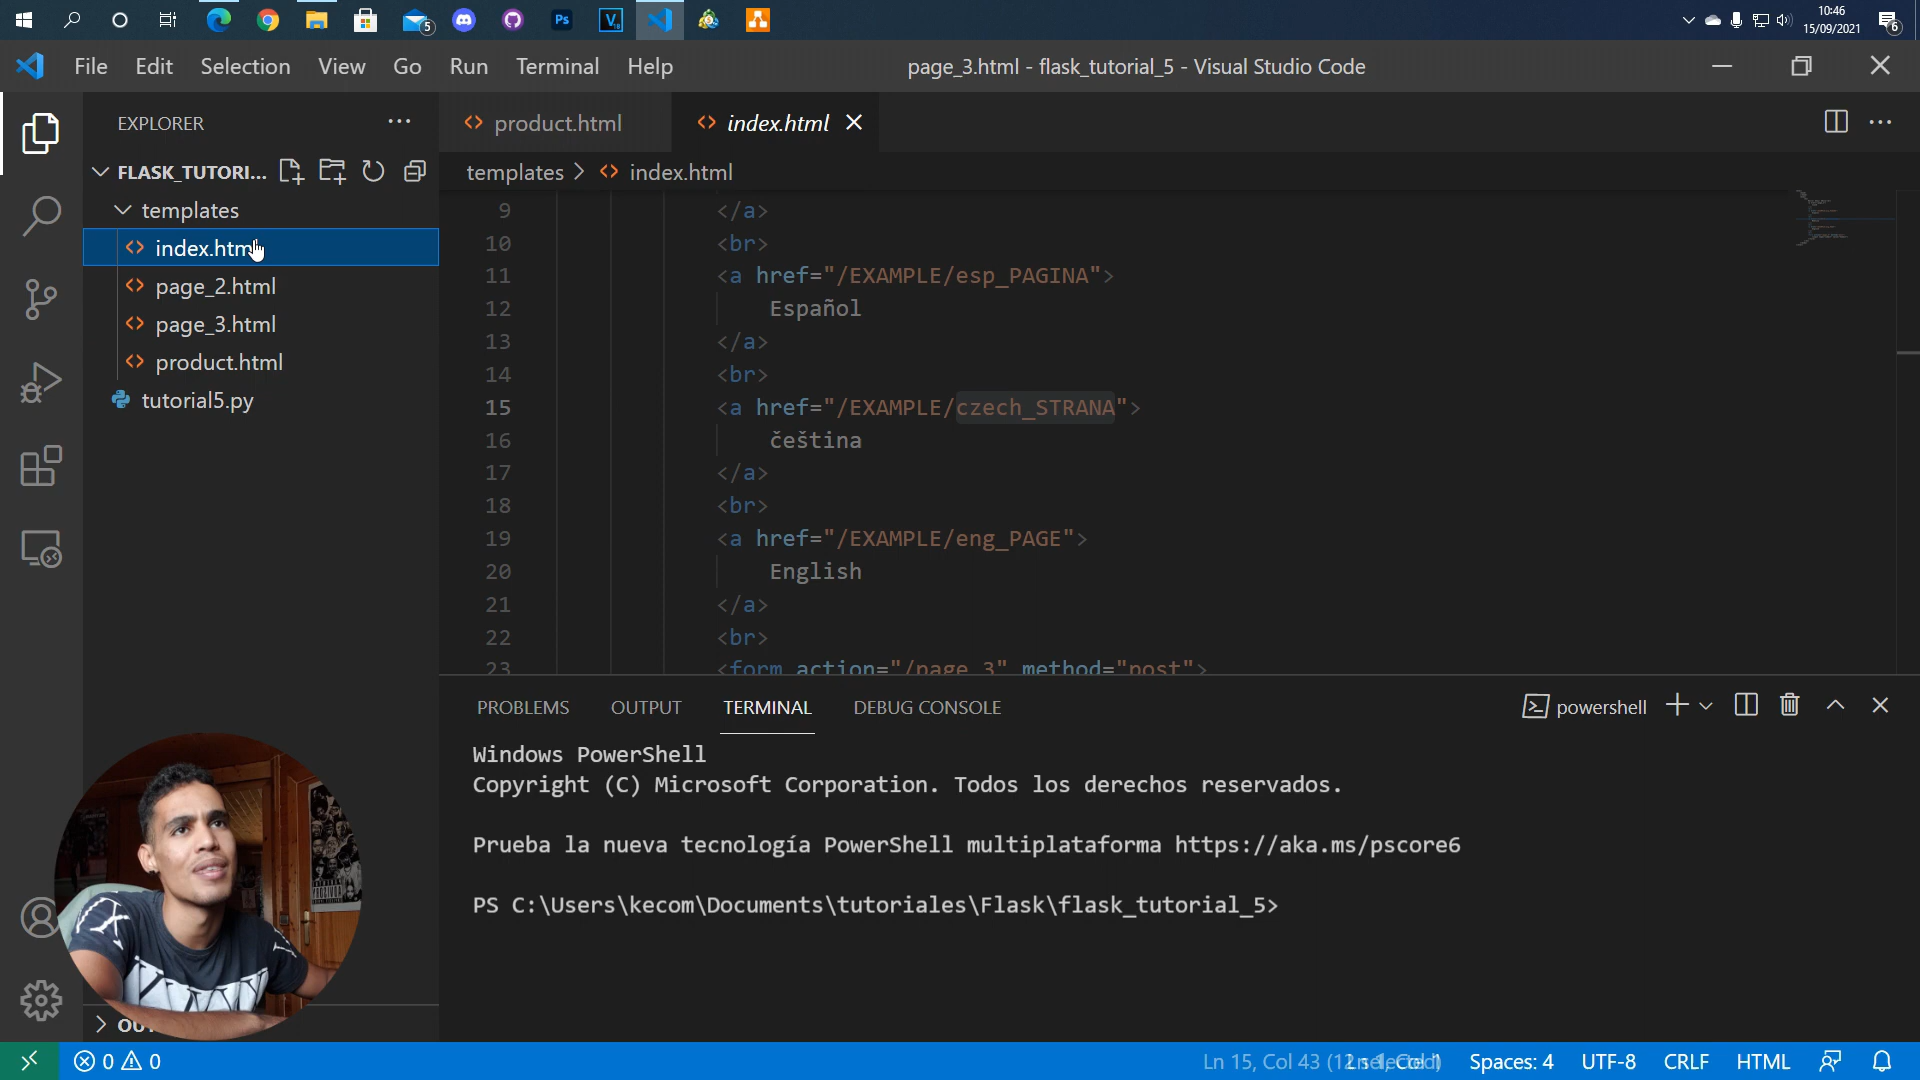 5
Ps
10:46
15/09/2021
6
File Edit Selection View Go Run Terminal Help
page_3.html - flask_tutorial_5 - Visual Studio Code
EXPLORER
FLASK_TUTORI...
templates
index.html
page_2.html
page_3.html
product.html
tutorial5.py
product.html
index.html
templates > index.html
9 </a>
10 <br>
11 <a href="/EXAMPLE/esp_PAGINA">
12 Español
13 </a>
14 <br>
15 <a href="/EXAMPLE/czech_STRANA">
16 čeština
17 </a>
18 <br>
19 <a href="/EXAMPLE/eng_PAGE">
20 English
21 </a>
22 <br>
23 <form action="/page_3" method="post">
PROBLEMS OUTPUT TERMINAL DEBUG CONSOLE
powershell
Windows PowerShell
Copyright (C) Microsoft Corporation. Todos los derechos reservados.
Prueba la nueva tecnología PowerShell multiplataforma https://aka.ms/pscore6
PS C:\Users\kecom\Documents\tutoriales\Flask\flask_tutorial_5>
0 0
Ln 15, Col 43
Spaces: 4
UTF-8
CRLF
HTML